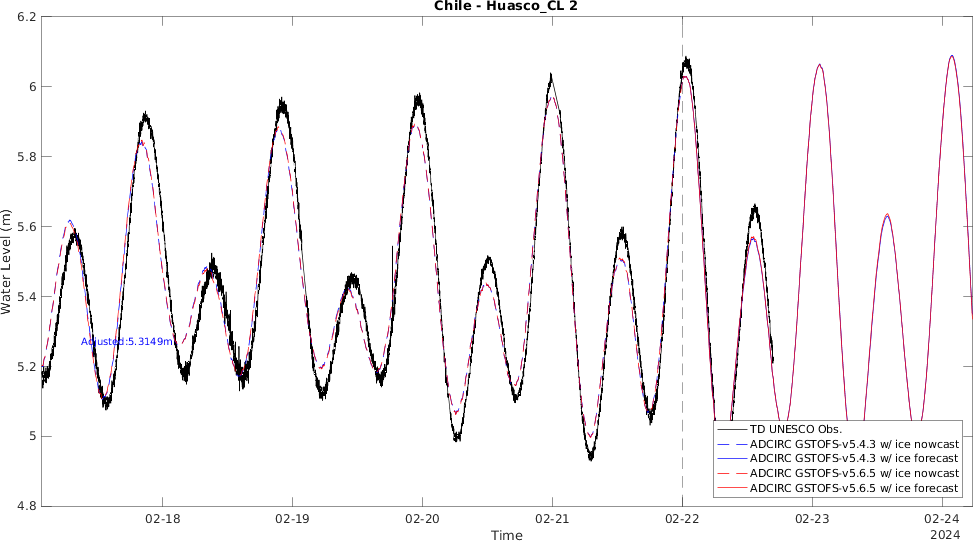 Chile - Huasco_CL 2
6.2
6
5.8
5.6
5.4
5.2
5
4.8
Water Level (m)
Adjusted:5.3149m
TD UNESCO Obs.
ADCIRC GSTOFS-v5.4.3 w/ ice nowcast
ADCIRC GSTOFS-v5.4.3 w/ ice forecast
ADCIRC GSTOFS-v5.6.5 w/ ice nowcast
ADCIRC GSTOFS-v5.6.5 w/ ice forecast
02-18 02-19 02-20 02-21 02-22 02-23 02-24
Time
2024